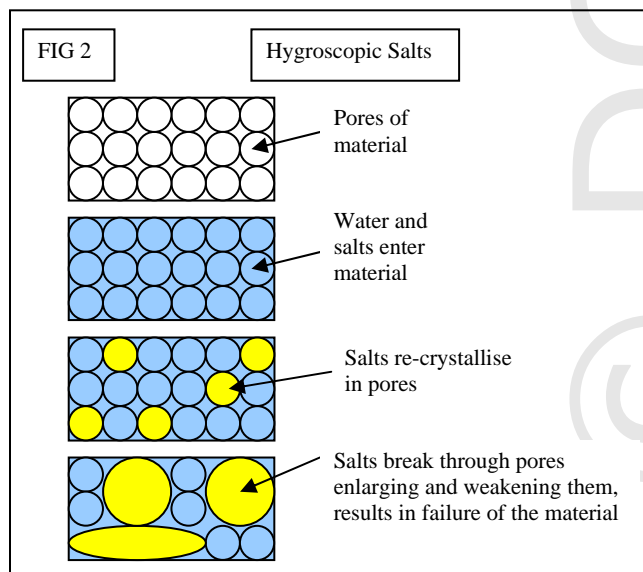 FIG 2
Hygroscopic Salts
Pores of
material
Water and
salts enter
material
Salts re-crystallise
in pores
Salts break through pores
enlarging and weakening them,
results in failure of the material